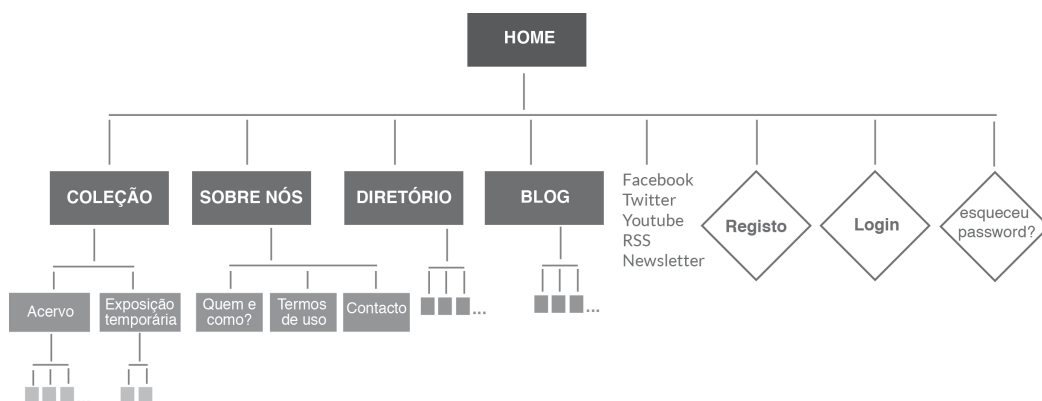 HOME
COLEÇÃO
SOBRE NÓS
DIRETÓRIO
BLOG
Facebook
Twitter
Youtube
RSS
Newsletter
Registo
Login
esqueceu
password?
Acervo
Exposição
temporária
Quem e
como?
Termos
de uso
Contacto
...
...